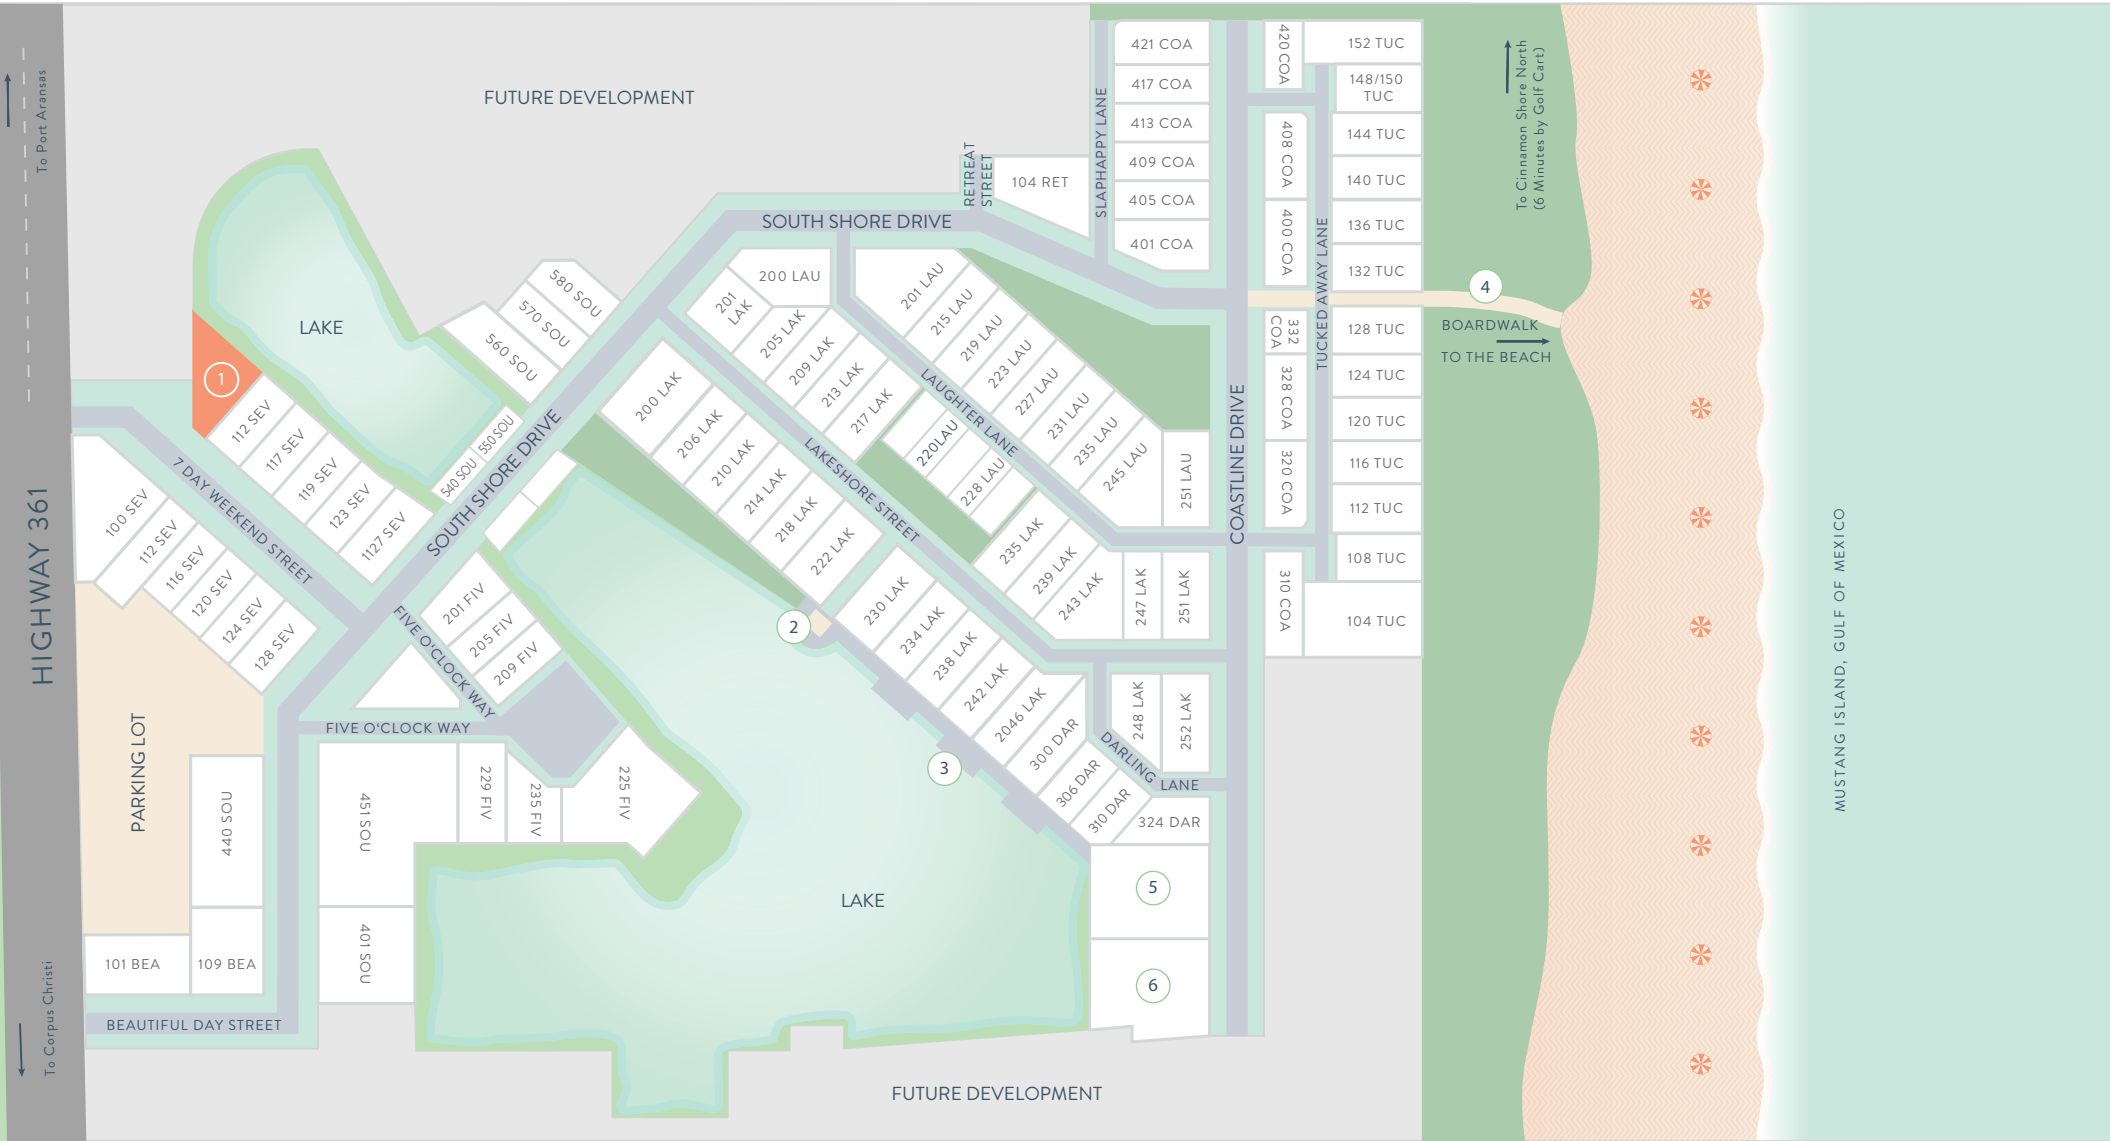 FUTURE DEVELOPMENT
To Port Aransas
HIGHWAY 361
To Corpus Christi
LAKE
1
580 SOU
570 SOU
560 SOU
550 SOU
540 SOU
SOUTH SHORE DRIVE
112 SEV
117 SEV
119 SEV
123 SEV
1127 SEV
7 DAY WEEKEND STREET
100 SEV
112 SEV
116 SEV
120 SEV
124 SEV
128 SEV
PARKING LOT
440 SOU
101 BEA
109 BEA
BEAUTIFUL DAY STREET
FIVE O'CLOCK WAY
201 FIV
205 FIV
209 FIV
FIVE O'CLOCK WAY
451 SOU
401 SOU
229 FIV
235 FIV
225 FIV
SOUTH SHORE DRIVE
RETREAT
STREET
104 RET
SLAPHAPPY LANE
421 COA
417 COA
413 COA
409 COA
405 COA
401 COA
200 LAU
201
LAK
205 LAK
209 LAK
213 LAK
217 LAK
201 LAU
215 LAU
219 LAU
223 LAU
227 LAU
231 LAU
235 LAU
245 LAU
251 LAU
LAUGHTER LANE
220LAU
228 LAU
LAKESHORE STREET
200 LAK
206 LAK
210 LAK
214 LAK
218 LAK
222 LAK
235 LAK
239 LAK
243 LAK
247 LAK
251 LAK
2
230 LAK
234 LAK
238 LAK
242 LAK
2046 LAK
300 DAR
306 DAR
310 DAR
324 DAR
248 LAK
252 LAK
DARLING
LANE
3
LAKE
5
6
FUTURE DEVELOPMENT
COASTLINE DRIVE
420 COA
408 COA
400 COA
332
COA
328 COA
320 COA
310 COA
TUCKED AWAY LANE
152 TUC
148/150
TUC
144 TUC
140 TUC
136 TUC
132 TUC
128 TUC
124 TUC
120 TUC
116 TUC
112 TUC
108 TUC
104 TUC
To Cinnamon Shore North
(6 Minutes by Golf Cart)
4
BOARDWALK
TO THE BEACH
MUSTANG ISLAND, GULF OF MEXICO